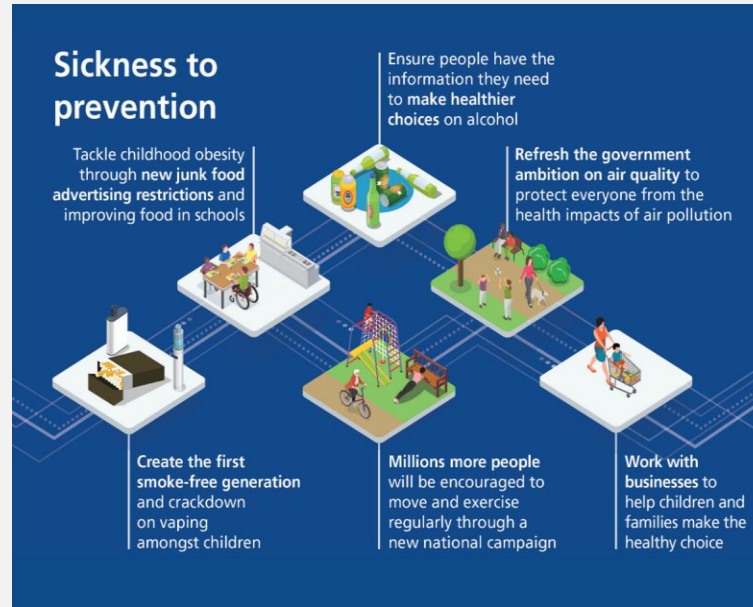 Sickness to
prevention
Ensure people have the
information they need
to make healthier
choices on alcohol
Tackle childhood obesity
through new junk food
advertising restrictions and
improving food in schools
Refresh the government
ambition on air quality to
protect everyone from the
health impacts of air pollution
Create the first
smoke-free generation
and crackdown
on vaping
amongst children
Millions more people
will be encouraged to
move and exercise
regularly through a
new national campaign
Work with
businesses to
help children and
families make the
healthy choice